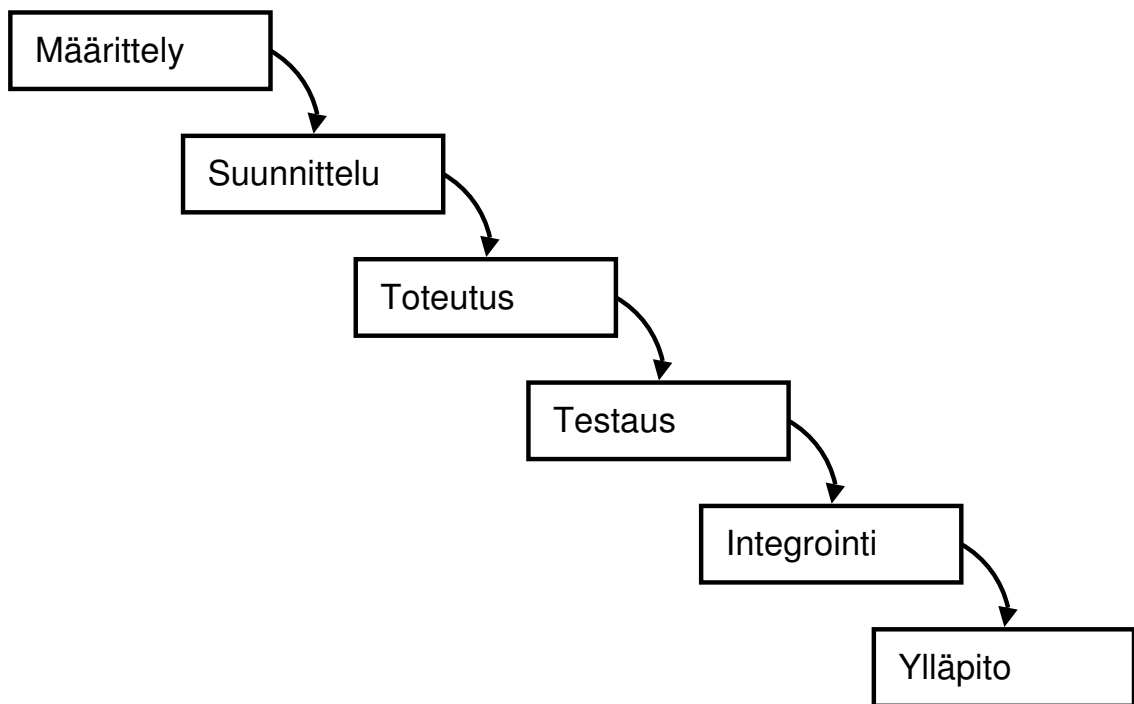 Määrittely
Suunnittelu
Toteutus
Testaus
Integrointi
Ylläpito